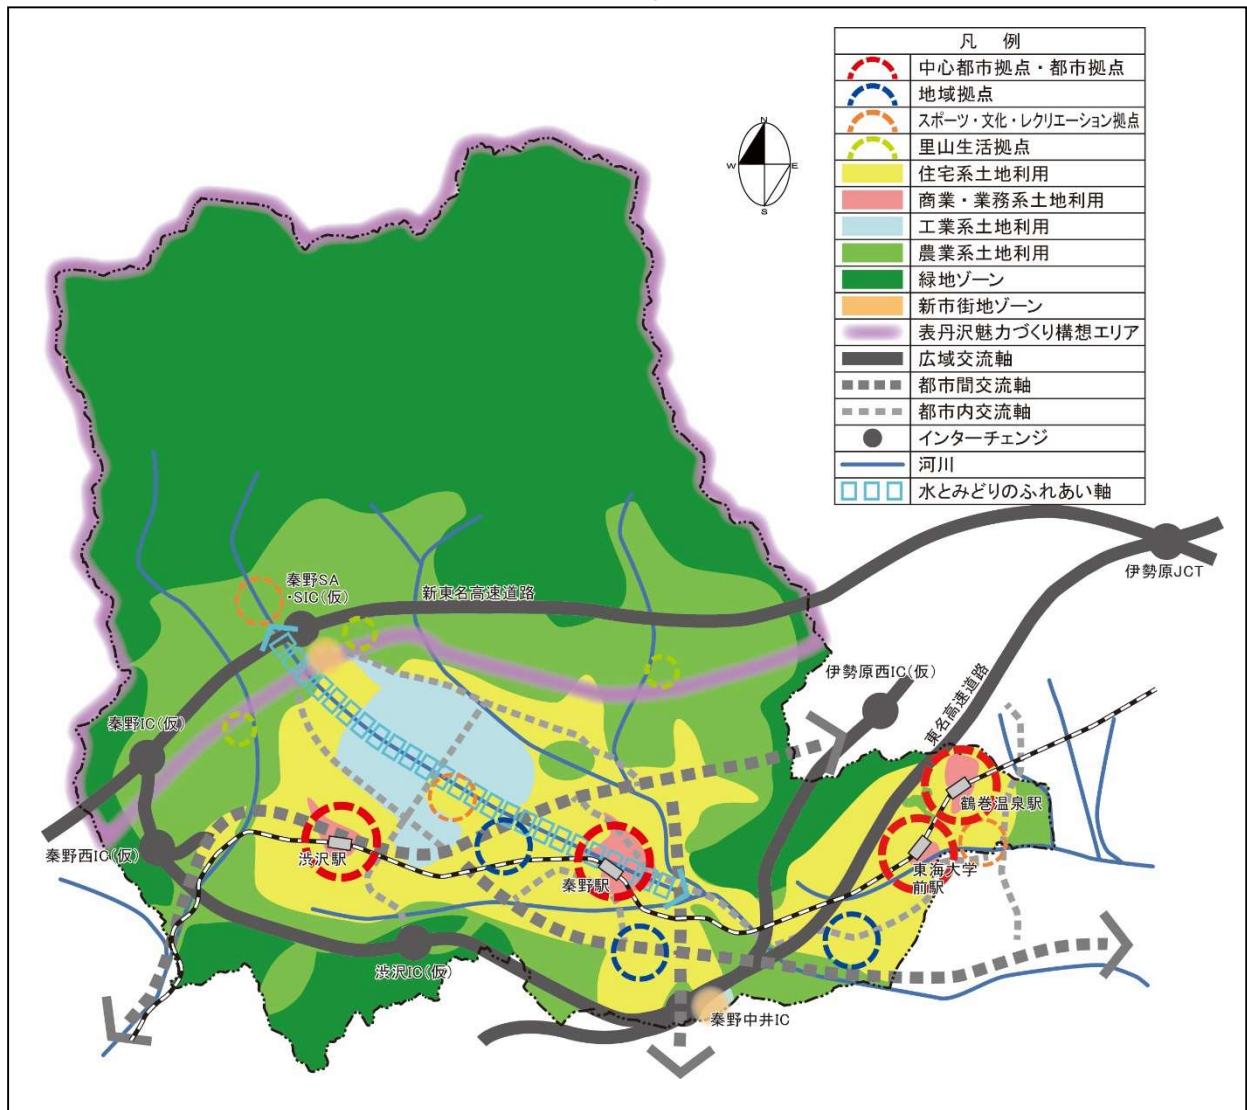 凡　例
中心都市拠点・都市拠点
地域拠点
スポーツ・文化・レクリエーション拠点
里山生活拠点
住宅系土地利用
商業・業務系土地利用
工業系土地利用
農業系土地利用
緑地ゾーン
新市街地ゾーン
表丹沢魅力づくり構想エリア
広域交流軸
都市間交流軸
都市内交流軸
インターチェンジ
河川
水とみどりのふれあい軸
N
W
E
S
伊勢原JCT
秦野SA
・SIC(仮)
新東名高速道路
伊勢原西IC(仮)
東名高速道路
秦野IC(仮)
鶴巻温泉駅
秦野西IC(仮)
渋沢駅
秦野駅
東海大学
前駅
渋沢IC(仮)
秦野中井IC